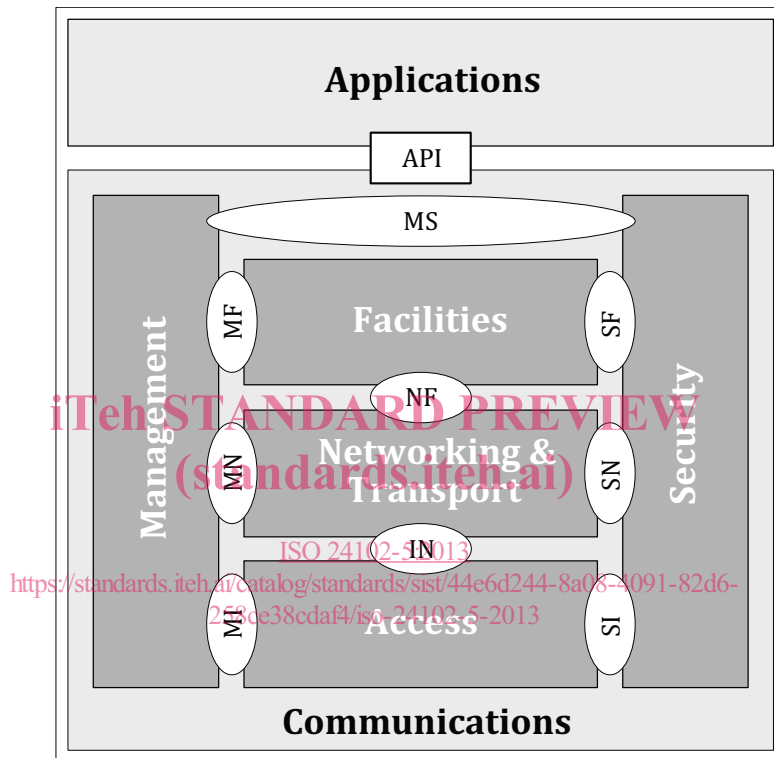 Applications
API
MS
MF
Facilities
SF
NF
iTeh STANDARD PREVIEW
Management
MN
Networking &
Transport
SN
Security
(standards.iteh.ai)
IN
ISO 24102-5:2013
https://standards.iteh.ai/catalog/standards/sist/44e6d244-8a08-4091-82d6-
258ce38cdaf4/iso-24102-5-2013
MI
Access
SI
Communications